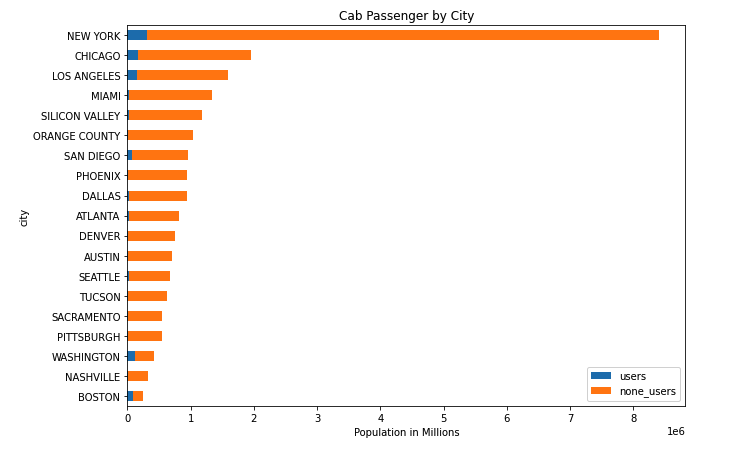 Cab Passenger by City
NEW YORK
CHICAGO
LOS ANGELES
MIAMI
SILICON VALLEY
ORANGE COUNTY
SAN DIEGO
PHOENIX
DALLAS
ATLANTA
DENVER
AUSTIN
SEATTLE
TUCSON
SACRAMENTO
PITTSBURGH
WASHINGTON
NASHVILLE
BOSTON
city
users
none_users
0 1 2 3 4 5 6 7 8
1e6
Population in Millions